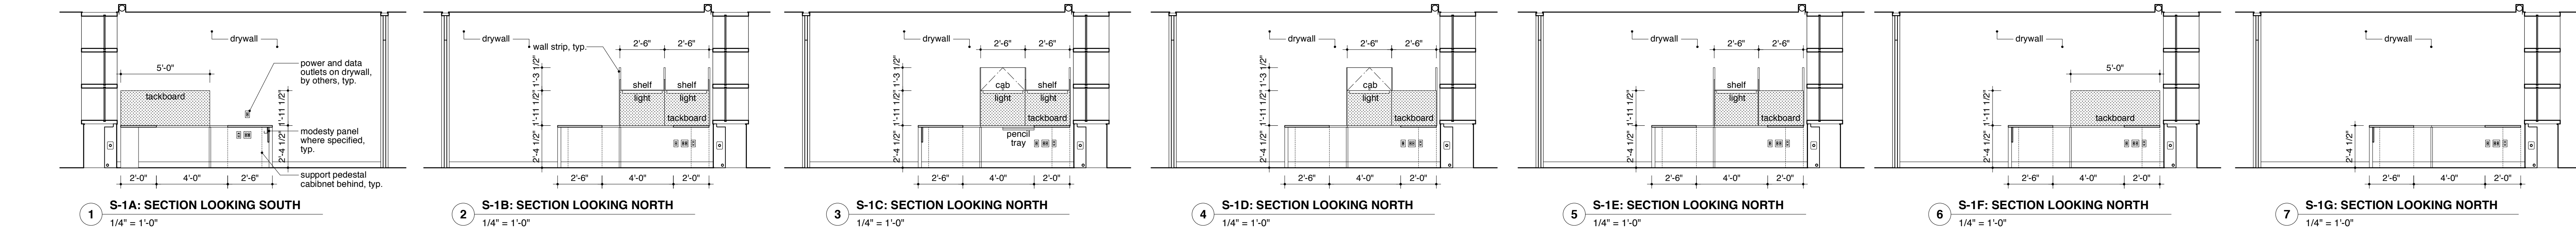 drywall
5'-0"
tackboard
power and data
outlets on drywall,
by others, typ.
1'-11 1/2"
2'-4 1/2"
modesty panel
where specified,
typ.
support pedestal
cabibnet behind, typ.
2'-0"
4'-0"
2'-6"
1
S-1A: SECTION LOOKING SOUTH
1/4" = 1'-0"
drywall
wall strip, typ.
2'-6"
2'-6"
1'-3 1/2"
1'-11 1/2"
2'-4 1/2"
shelf
shelf
light
light
tackboard
2'-6"
4'-0"
2'-0"
2
S-1B: SECTION LOOKING NORTH
1/4" = 1'-0"
drywall
2'-6"
2'-6"
1'-3 1/2"
1'-11 1/2"
2'-4 1/2"
cab
shelf
light
light
tackboard
pencil
tray
2'-6"
4'-0"
2'-0"
3
S-1C: SECTION LOOKING NORTH
1/4" = 1'-0"
drywall
2'-6"
2'-6"
1'-3 1/2"
1'-11 1/2"
2'-4 1/2"
cab
light
tackboard
2'-6"
4'-0"
2'-0"
4
S-1D: SECTION LOOKING NORTH
1/4" = 1'-0"
drywall
2'-6"
2'-6"
1'-11 1/2"
2'-4 1/2"
shelf
light
tackboard
2'-6"
4'-0"
2'-0"
5
S-1E: SECTION LOOKING NORTH
1/4" = 1'-0"
drywall
5'-0"
1'-11 1/2"
2'-4 1/2"
tackboard
2'-6"
4'-0"
2'-0"
6
S-1F: SECTION LOOKING NORTH
1/4" = 1'-0"
drywall
2'-4 1/2"
2'-6"
4'-0"
2'-0"
7
S-1G: SECTION LOOKING NORTH
1/4" = 1'-0"